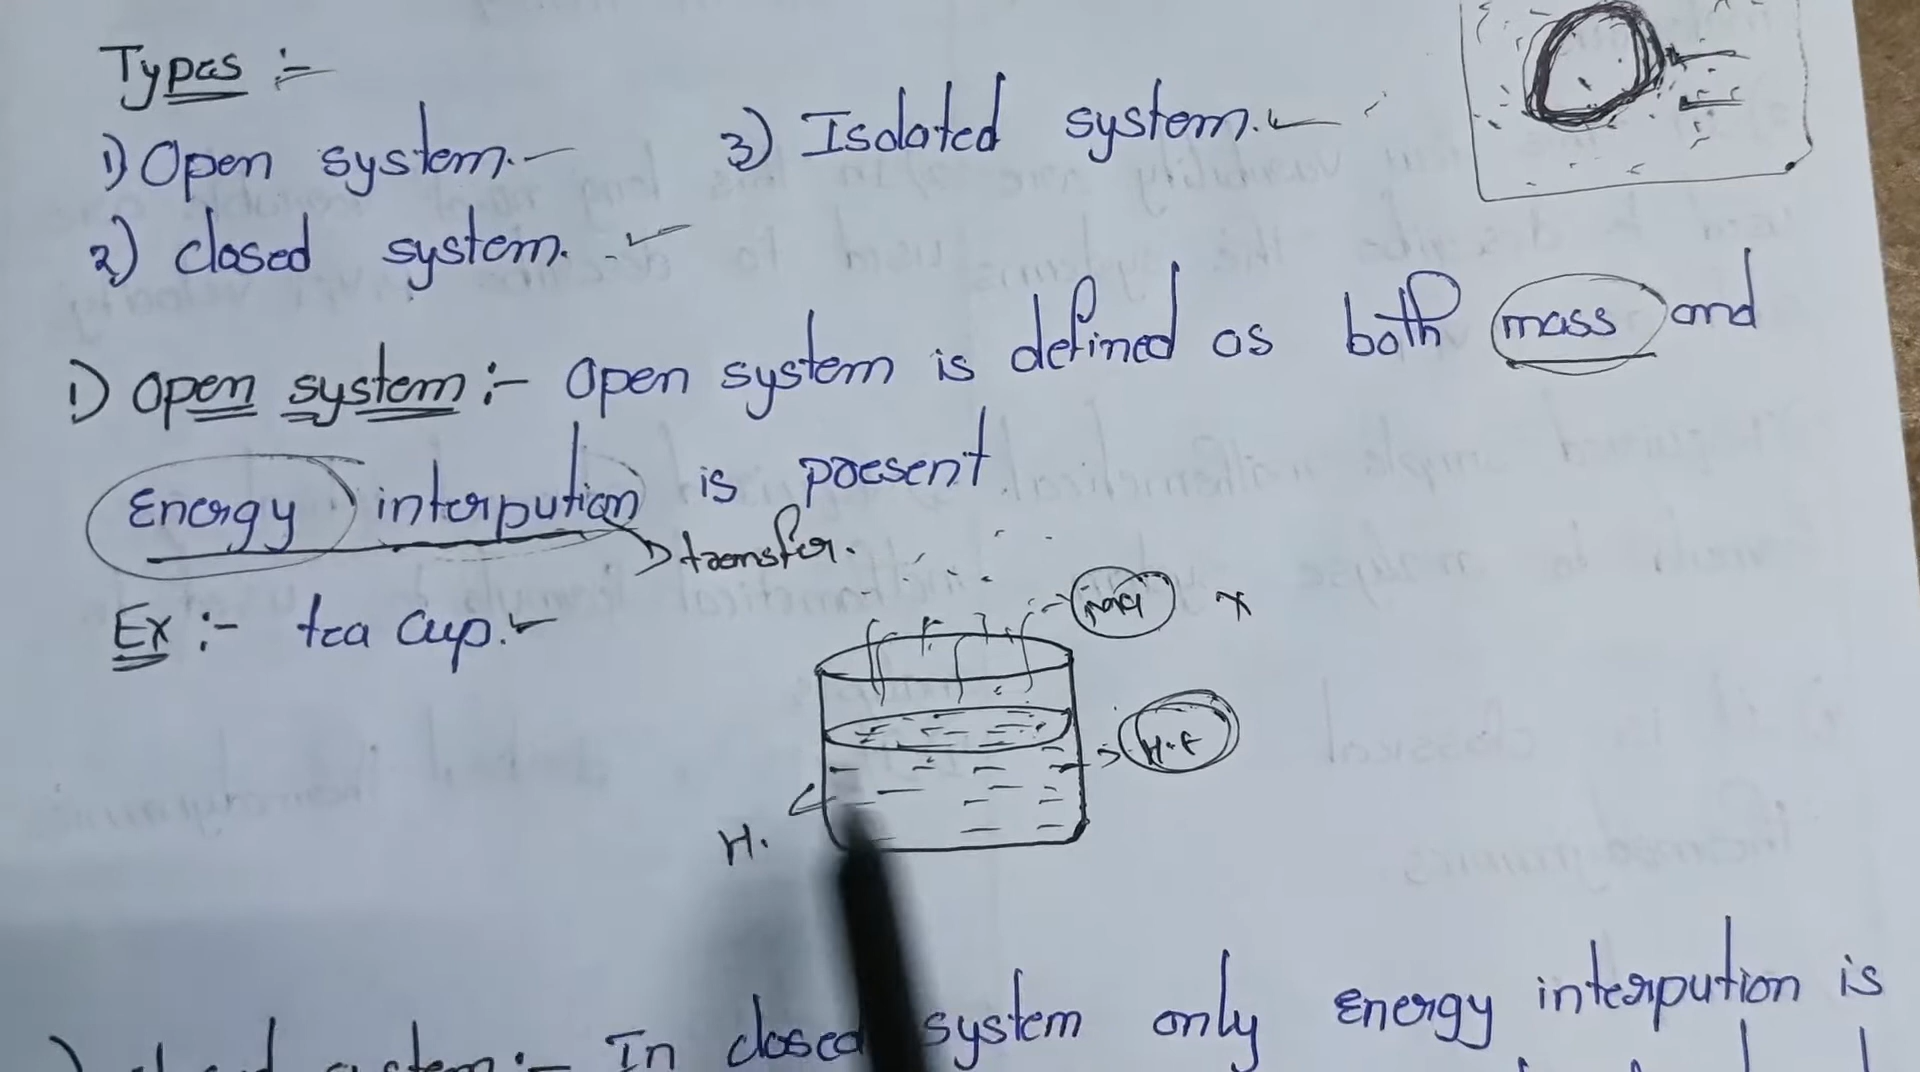 Types :-
1) Open system.
3) Isolated system.
2) closed system.
1) Open system :- Open system is defined as both mass and
Energy interpution is present
transfer.
Ex :- tea cup.
H.F
H.
system :- In closed system only Energy interpution is